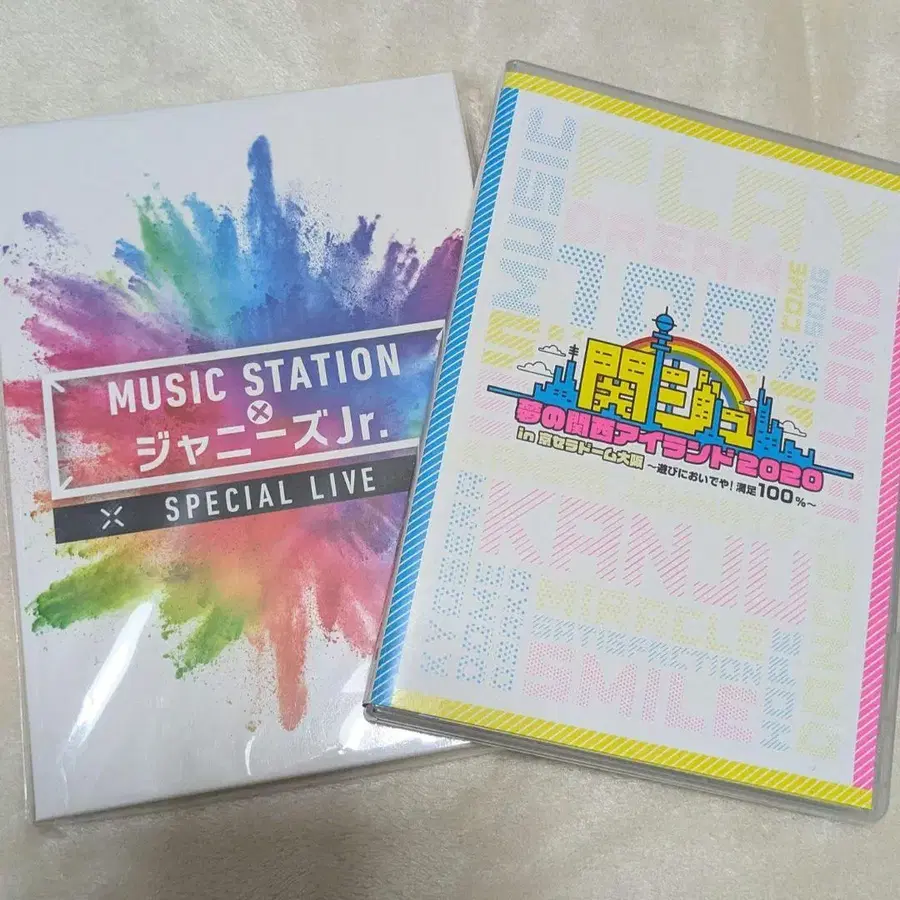 MUSIC STATION
×
ジャニーズJr.
SPECIAL LIVE
MUSIC
PLAY
DREAM
100
COME
SONG
関ジュ
夢の関西アイランド2020
in 京セラドーム大阪
～遊びにおいでや!満足100%～
KANJU
MIRACLE
SATISFACTION
SMILE
HOPE